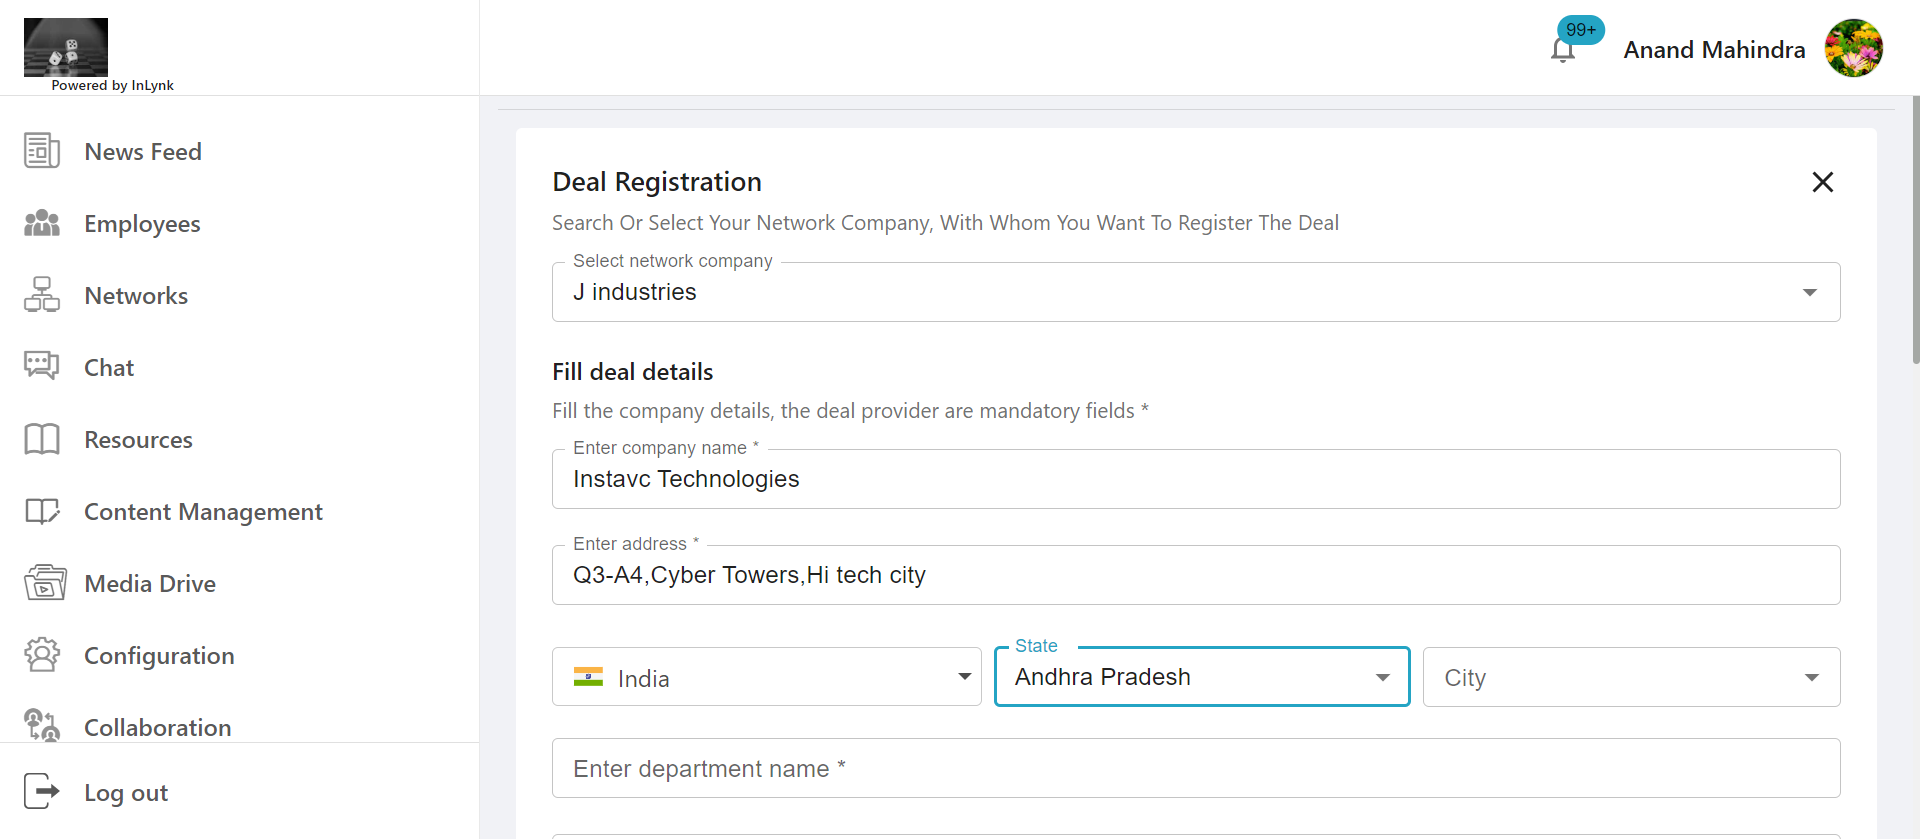 Powered by InLynk
99+
Anand Mahindra
News Feed
Employees
Networks
Chat
Resources
Content Management
Media Drive
Configuration
Collaboration
Log out
Deal Registration
Search Or Select Your Network Company, With Whom You Want To Register The Deal
Select network company
J industries
Fill deal details
Fill the company details, the deal provider are mandatory fields *
Enter company name *
Instavc Technologies
Enter address *
Q3-A4,Cyber Towers,Hi tech city
India
State
Andhra Pradesh
City
Enter department name *